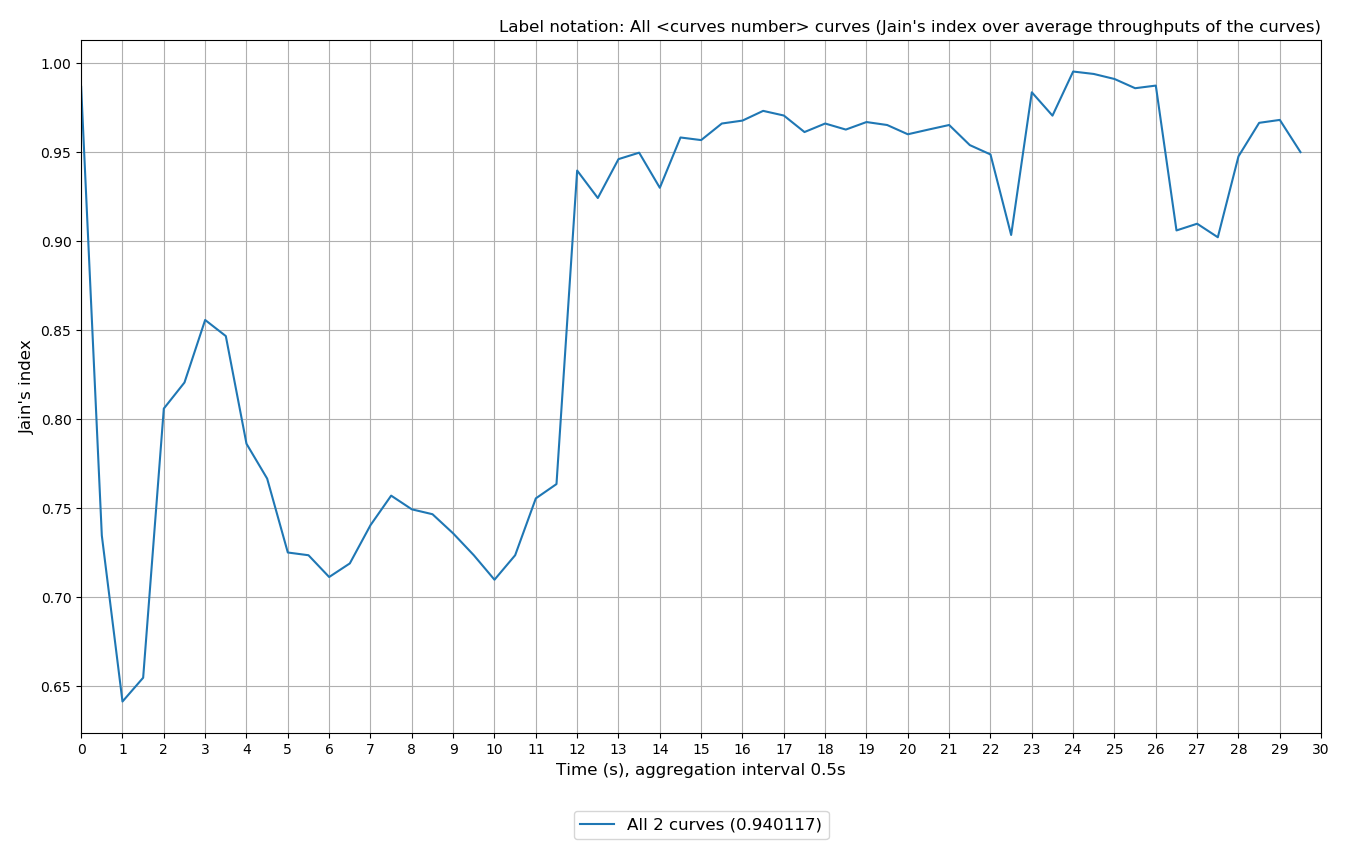 Label notation: All <curves number> curves (Jain's index over average throughputs of the curves)
1.00
0.95
0.90
0.85
0.80
0.75
0.70
0.65
Jain's index
0 1 2 3 4 5 6 7 8 9 10 11 12 13 14 15 16 17 18 19 20 21 22 23 24 25 26 27 28 29 30
Time (s), aggregation interval 0.5s
All 2 curves (0.940117)